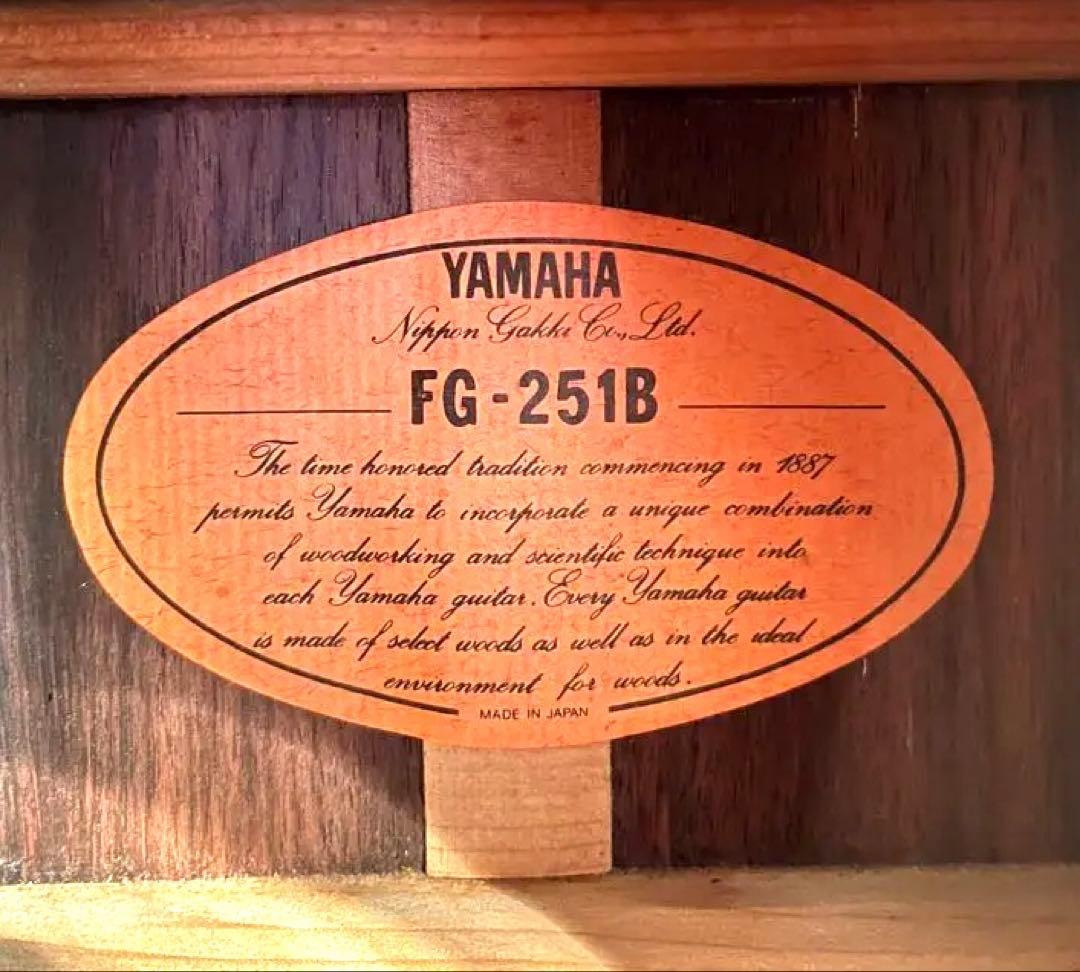 YAMAHA
Nippon Gakki Co., Ltd.
FG-251B
The time honored tradition commencing in 1887
permits Yamaha to incorporate a unique combination
of woodworking and scientific technique into
each Yamaha guitar. Every Yamaha guitar
is made of select woods as well as in the ideal
environment for woods.
MADE IN JAPAN